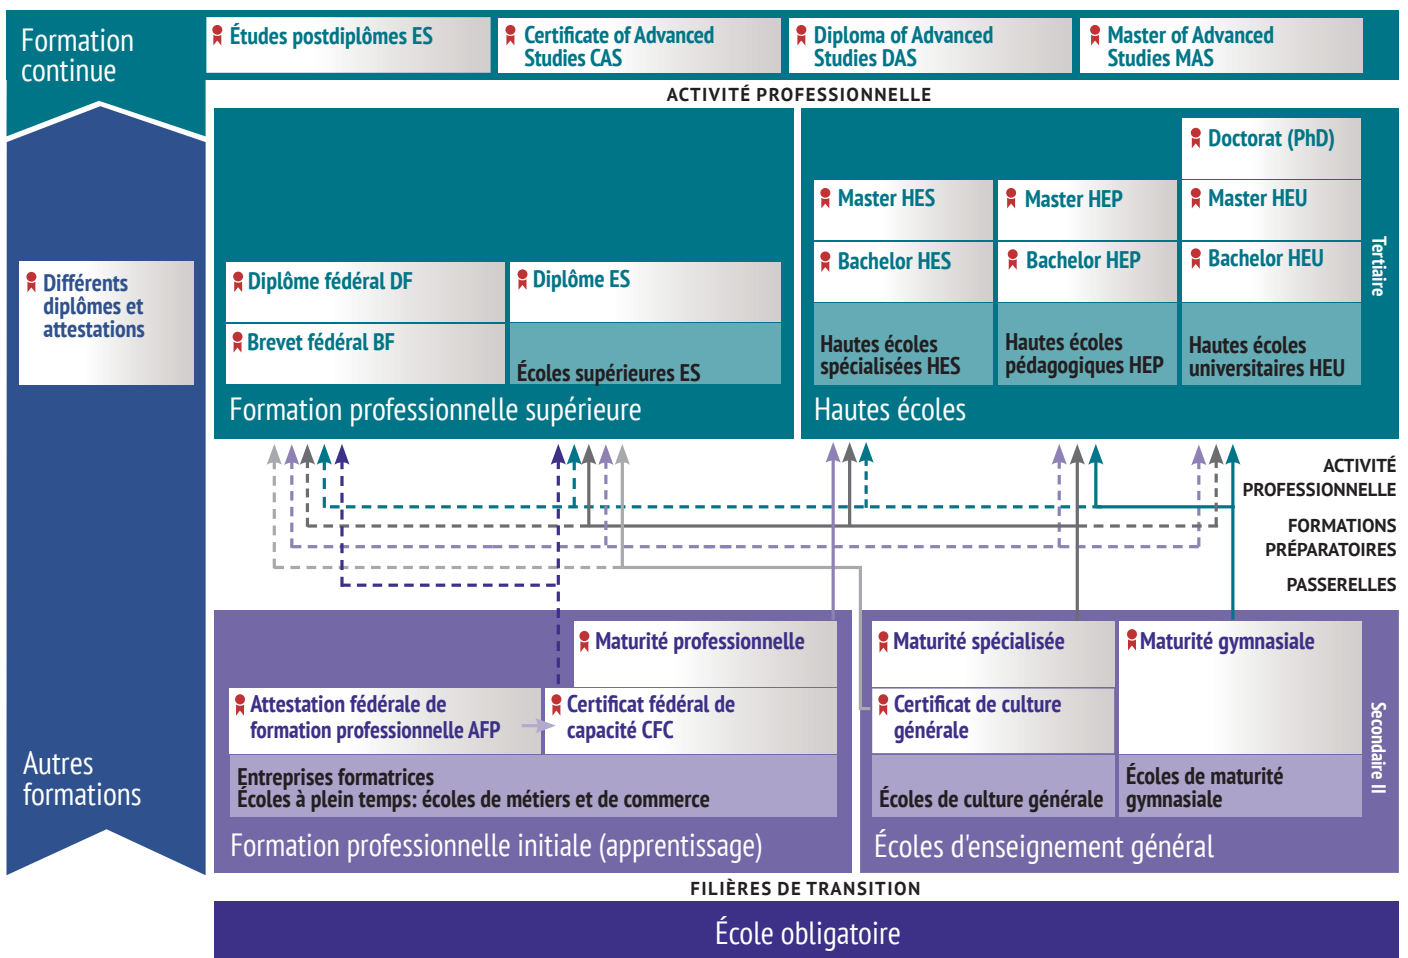 Formation
continue
Études postdiplômes ES
Certificate of Advanced
Studies CAS
Diploma of Advanced
Studies DAS
Master of Advanced
Studies MAS
ACTIVITÉ PROFESSIONNELLE
Doctorat (PhD)
Master HES
Master HEP
Master HEU
Bachelor HES
Bachelor HEP
Bachelor HEU
Tertiaire
Différents
diplômes et
attestations
Diplôme fédéral DF
Diplôme ES
Brevet fédéral BF
Écoles supérieures ES
Hautes écoles
spécialisées HES
Hautes écoles
pédagogiques HEP
Hautes écoles
universitaires HEU
Formation professionnelle supérieure
Hautes écoles
ACTIVITÉ
PROFESSIONNELLE
FORMATIONS
PRÉPARATOIRES
PASSERELLES
Maturité professionnelle
Maturité spécialisée
Maturité gymnasiale
Attestation fédérale de
formation professionnelle AFP
Certificat fédéral de
capacité CFC
Certificat de culture
générale
Secondaire II
Autres
formations
Entreprises formatrices
Écoles à plein temps: écoles de métiers et de commerce
Écoles de culture générale
Écoles de maturité
gymnasiale
Formation professionnelle initiale (apprentissage)
Écoles d'enseignement général
FILIÈRES DE TRANSITION
École obligatoire